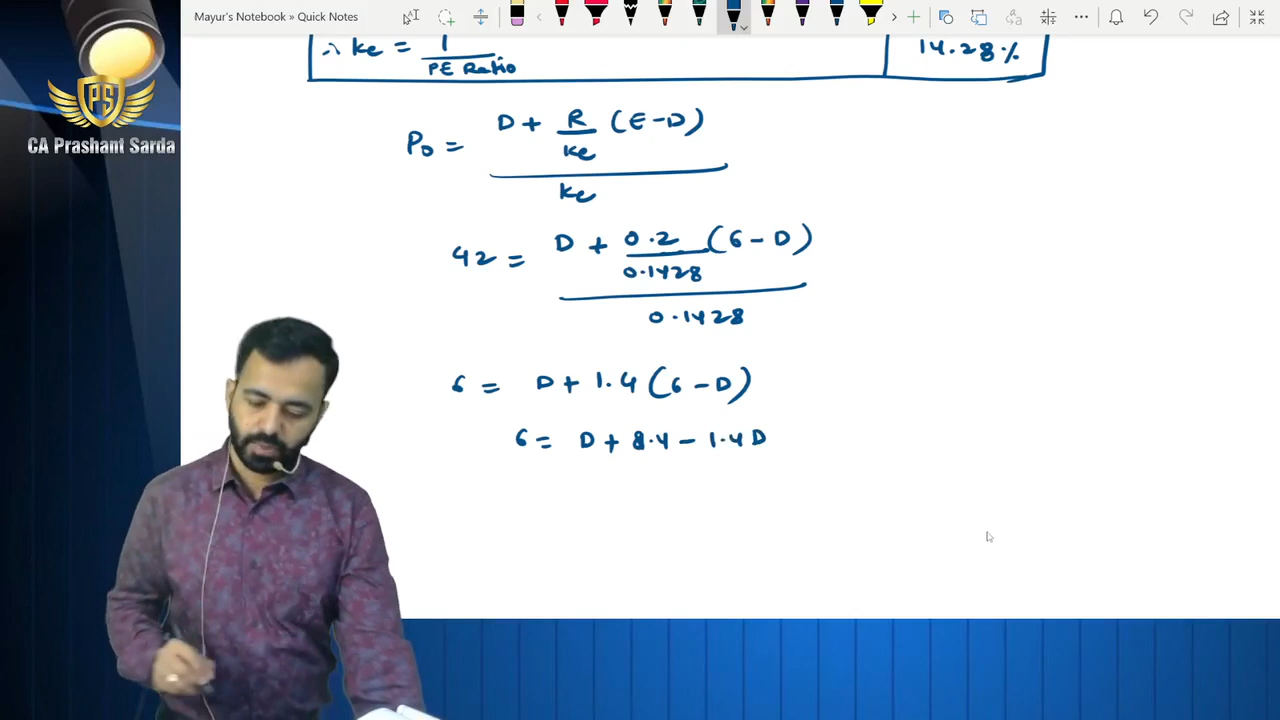 Mayur's Notebook » Quick Notes
PS
CA Prashant Sarda
∴ Ke = 1 / PE Ratio
14.28%
P0 = D + R/Ke (E-D) / Ke
42 = D + 0.2/0.1428 (6-D) / 0.1428
6 = D + 1.4 (6-D)
6 = D + 8.4 - 1.4D